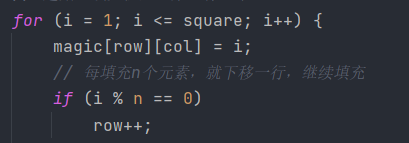 for (i = 1; i <= square; i++) {
magic[row][col] = i;
// 每填充n个元素，就下移一行，继续填充
if (i % n == 0)
row++;